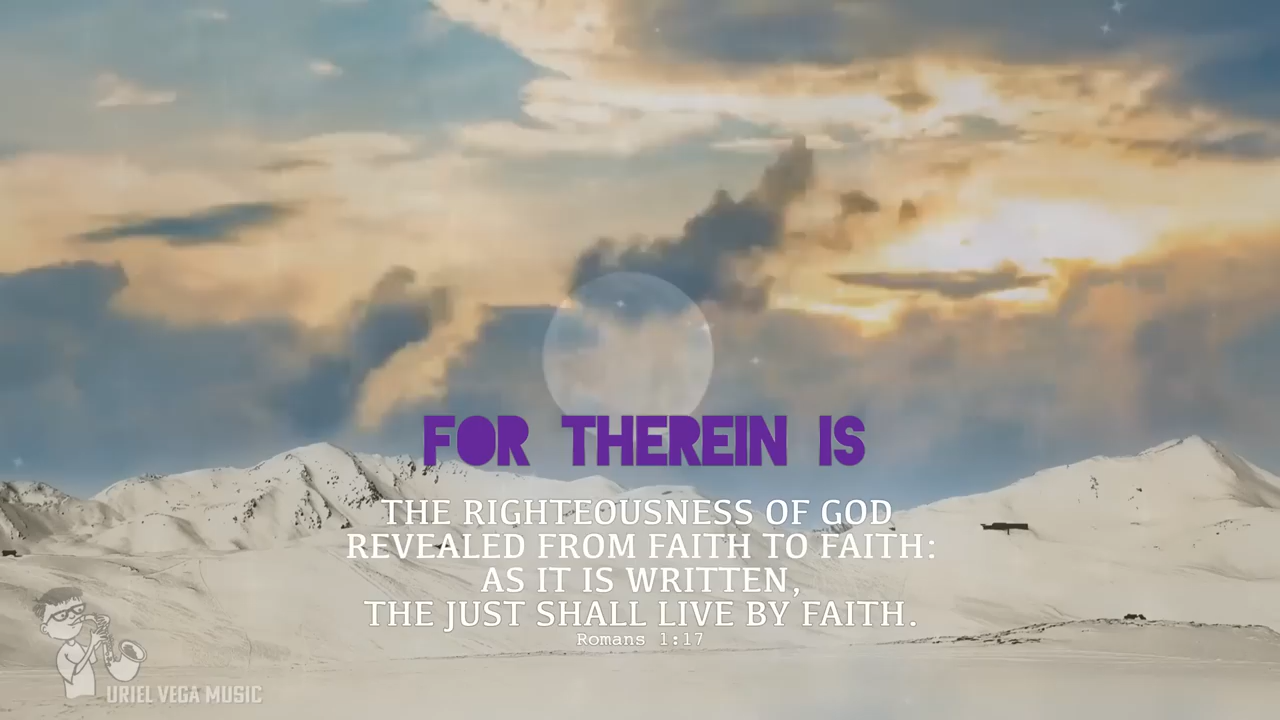 FOR THEREIN IS
THE RIGHTEOUSNESS OF GOD
REVEALED FROM FAITH TO FAITH:
AS IT IS WRITTEN,
THE JUST SHALL LIVE BY FAITH.
Romans 1:17
URIEL VEGA MUSIC